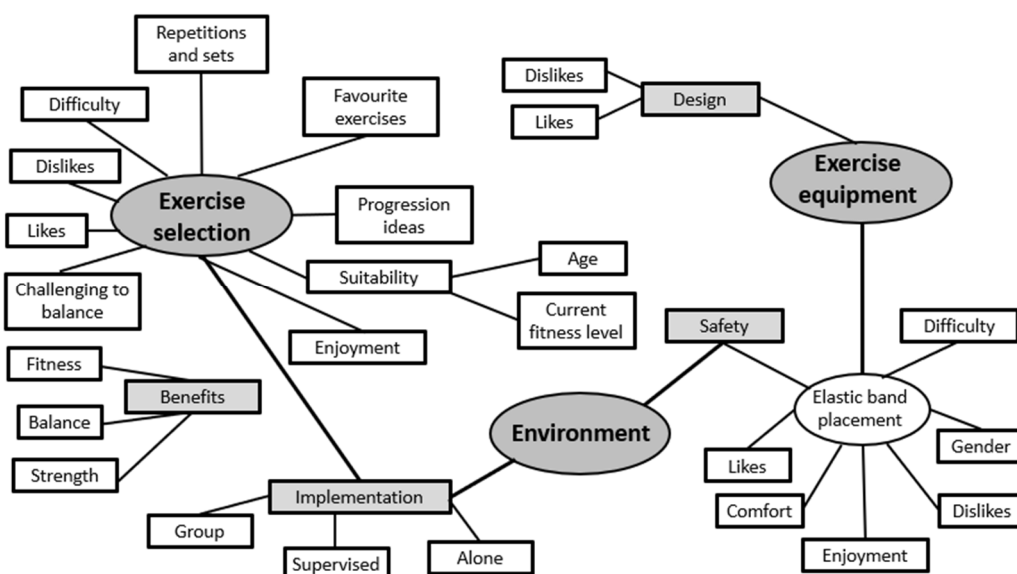 Repetitions
and sets
Difficulty
Favourite
exercises
Dislikes
Likes
Exercise
selection
Progression
ideas
Challenging to
balance
Suitability
Age
Current
fitness level
Enjoyment
Fitness
Benefits
Balance
Strength
Implementation
Group
Supervised
Alone
Environment
Safety
Dislikes
Likes
Design
Exercise
equipment
Difficulty
Elastic band
placement
Gender
Likes
Comfort
Dislikes
Enjoyment